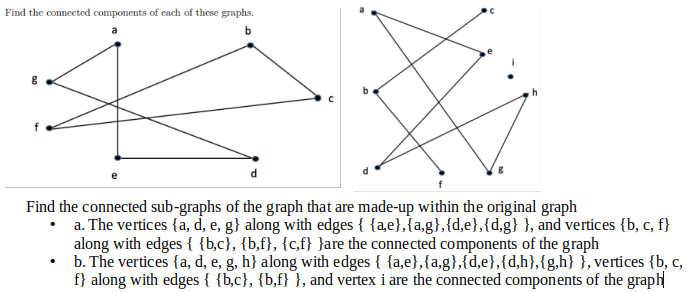 Find the connected components of each of these graphs.
a
b
g
c
f
e
d
a
c
e
i
b
h
d
g
f
Find the connected sub-graphs of the graph that are made-up within the original graph
• a. The vertices {a, d, e, g} along with edges { {a,e},{a,g},{d,e},{d,g} }, and vertices {b, c, f}
along with edges { {b,c}, {b,f}, {c,f} }are the connected components of the graph
• b. The vertices {a, d, e, g, h} along with edges { {a,e},{a,g},{d,e},{d,h},{g,h} }, vertices {b, c,
f} along with edges { {b,c}, {b,f} }, and vertex i are the connected components of the graph